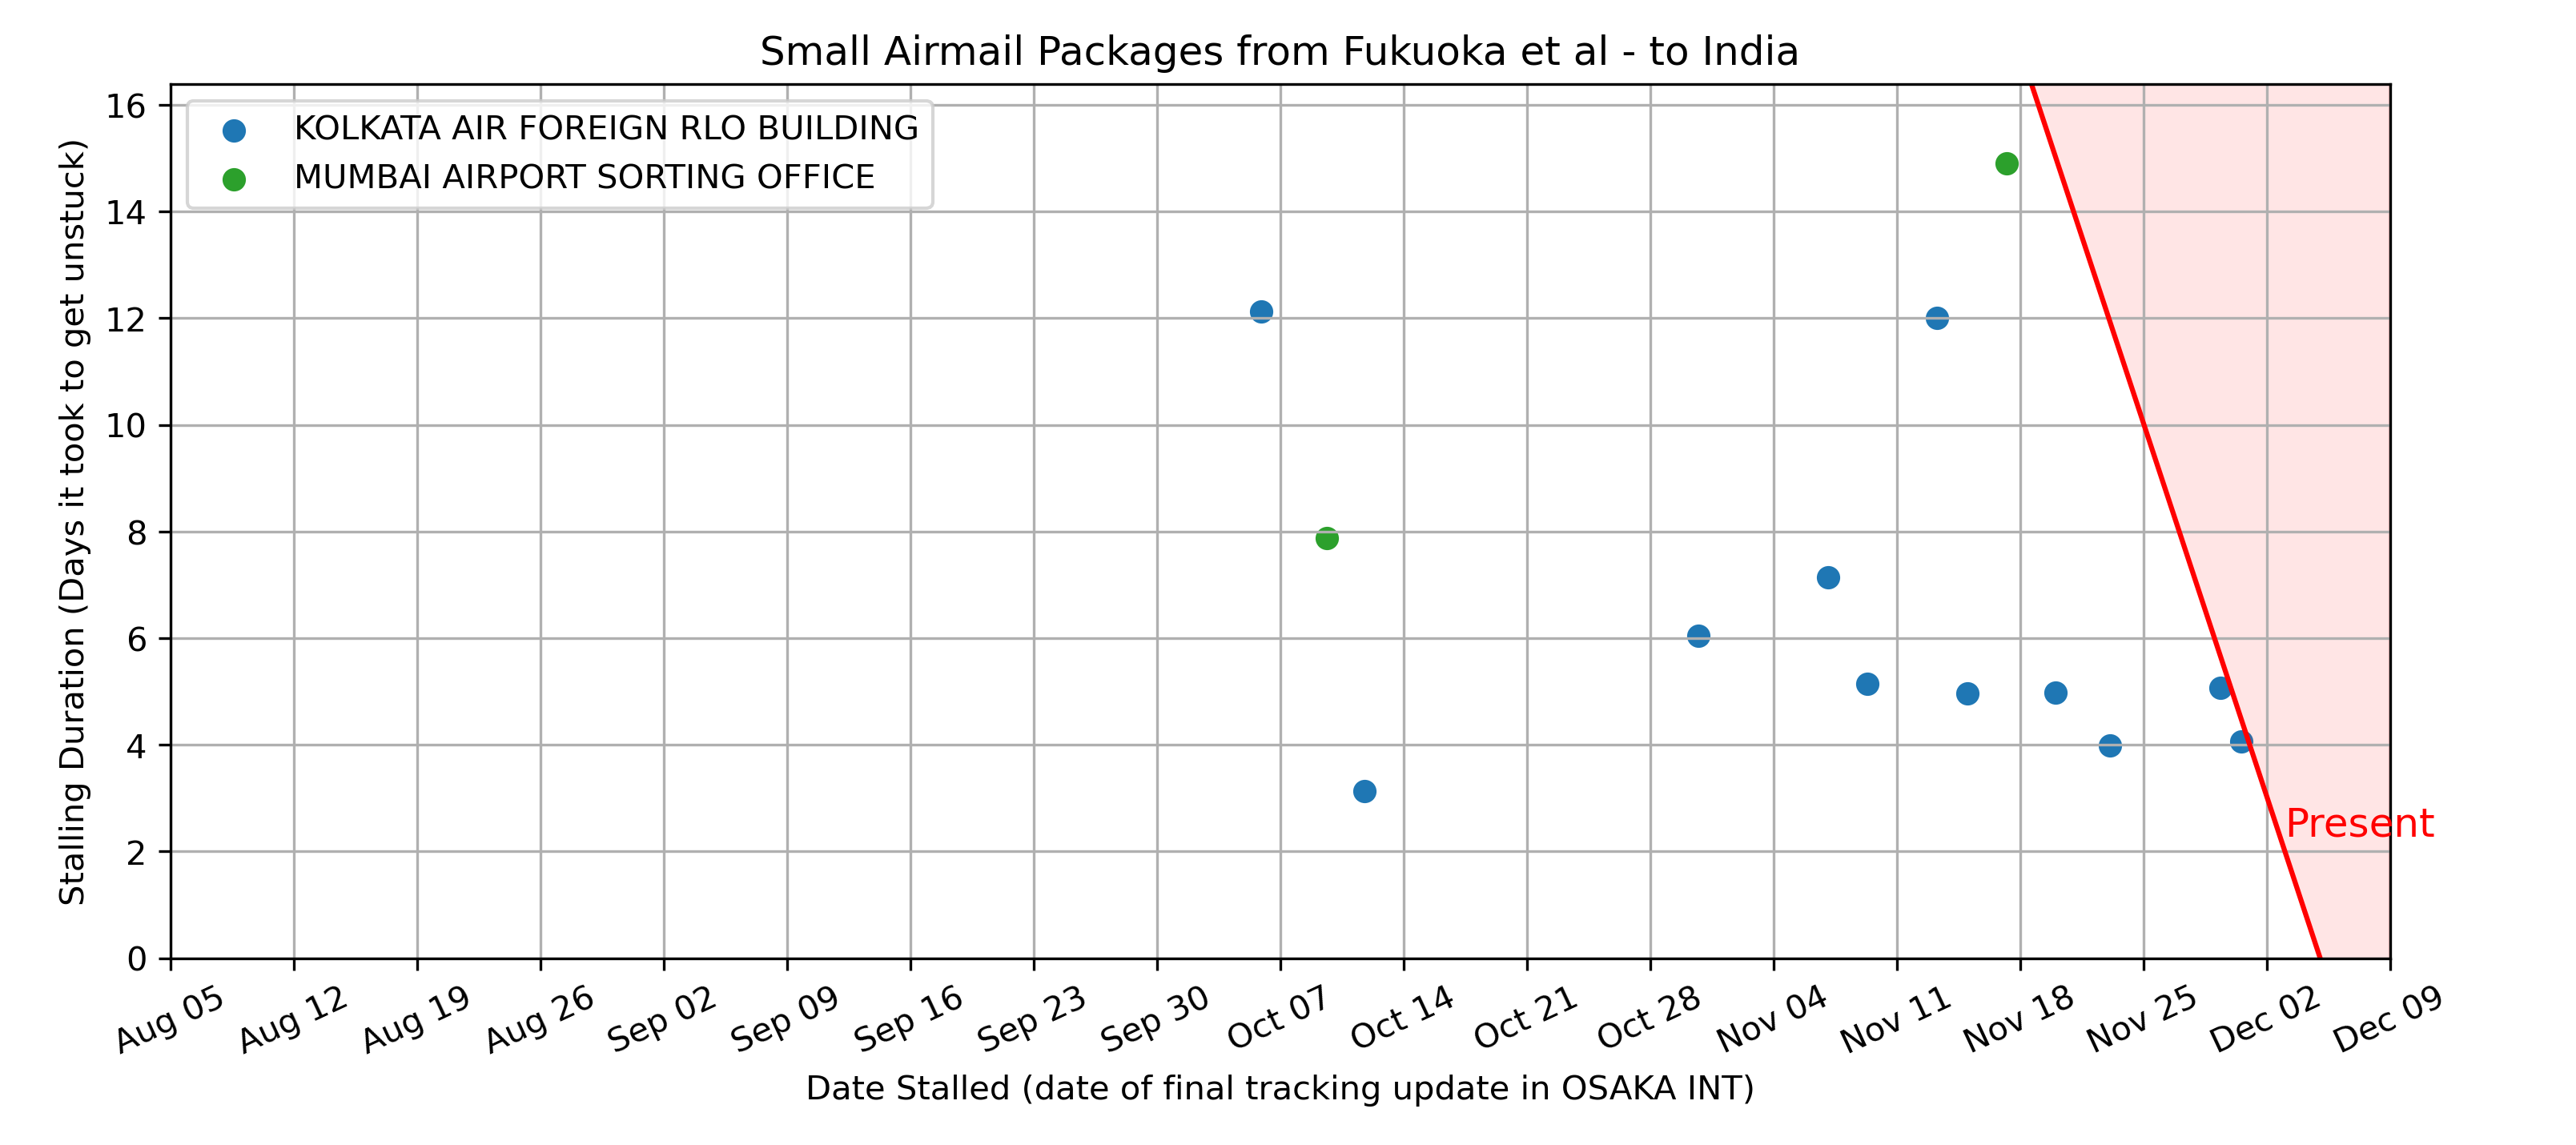 Small Airmail Packages from Fukuoka et al - to India
KOLKATA AIR FOREIGN RLO BUILDING
MUMBAI AIRPORT SORTING OFFICE
Stalling Duration (Days it took to get unstuck)
16
14
12
10
8
6
4
2
0
Present
Aug 05
Aug 12
Aug 19
Aug 26
Sep 02
Sep 09
Sep 16
Sep 23
Sep 30
Oct 07
Oct 14
Oct 21
Oct 28
Nov 04
Nov 11
Nov 18
Nov 25
Dec 02
Dec 09
Date Stalled (date of final tracking update in OSAKA INT)